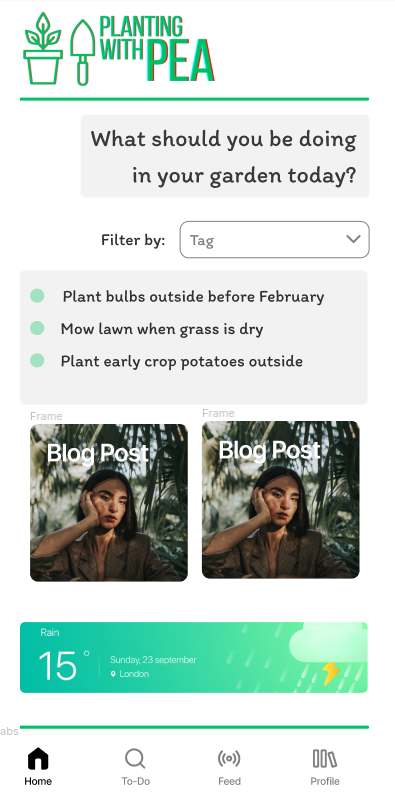 PLANTING
WITH PEA
What should you be doing
in your garden today?
Filter by:
Tag
Plant bulbs outside before February
Mow lawn when grass is dry
Plant early crop potatoes outside
Frame
Frame
Blog Post
Blog Post
Rain
15°
Sunday, 23 september
London
abs
Home
To-Do
Feed
Profile